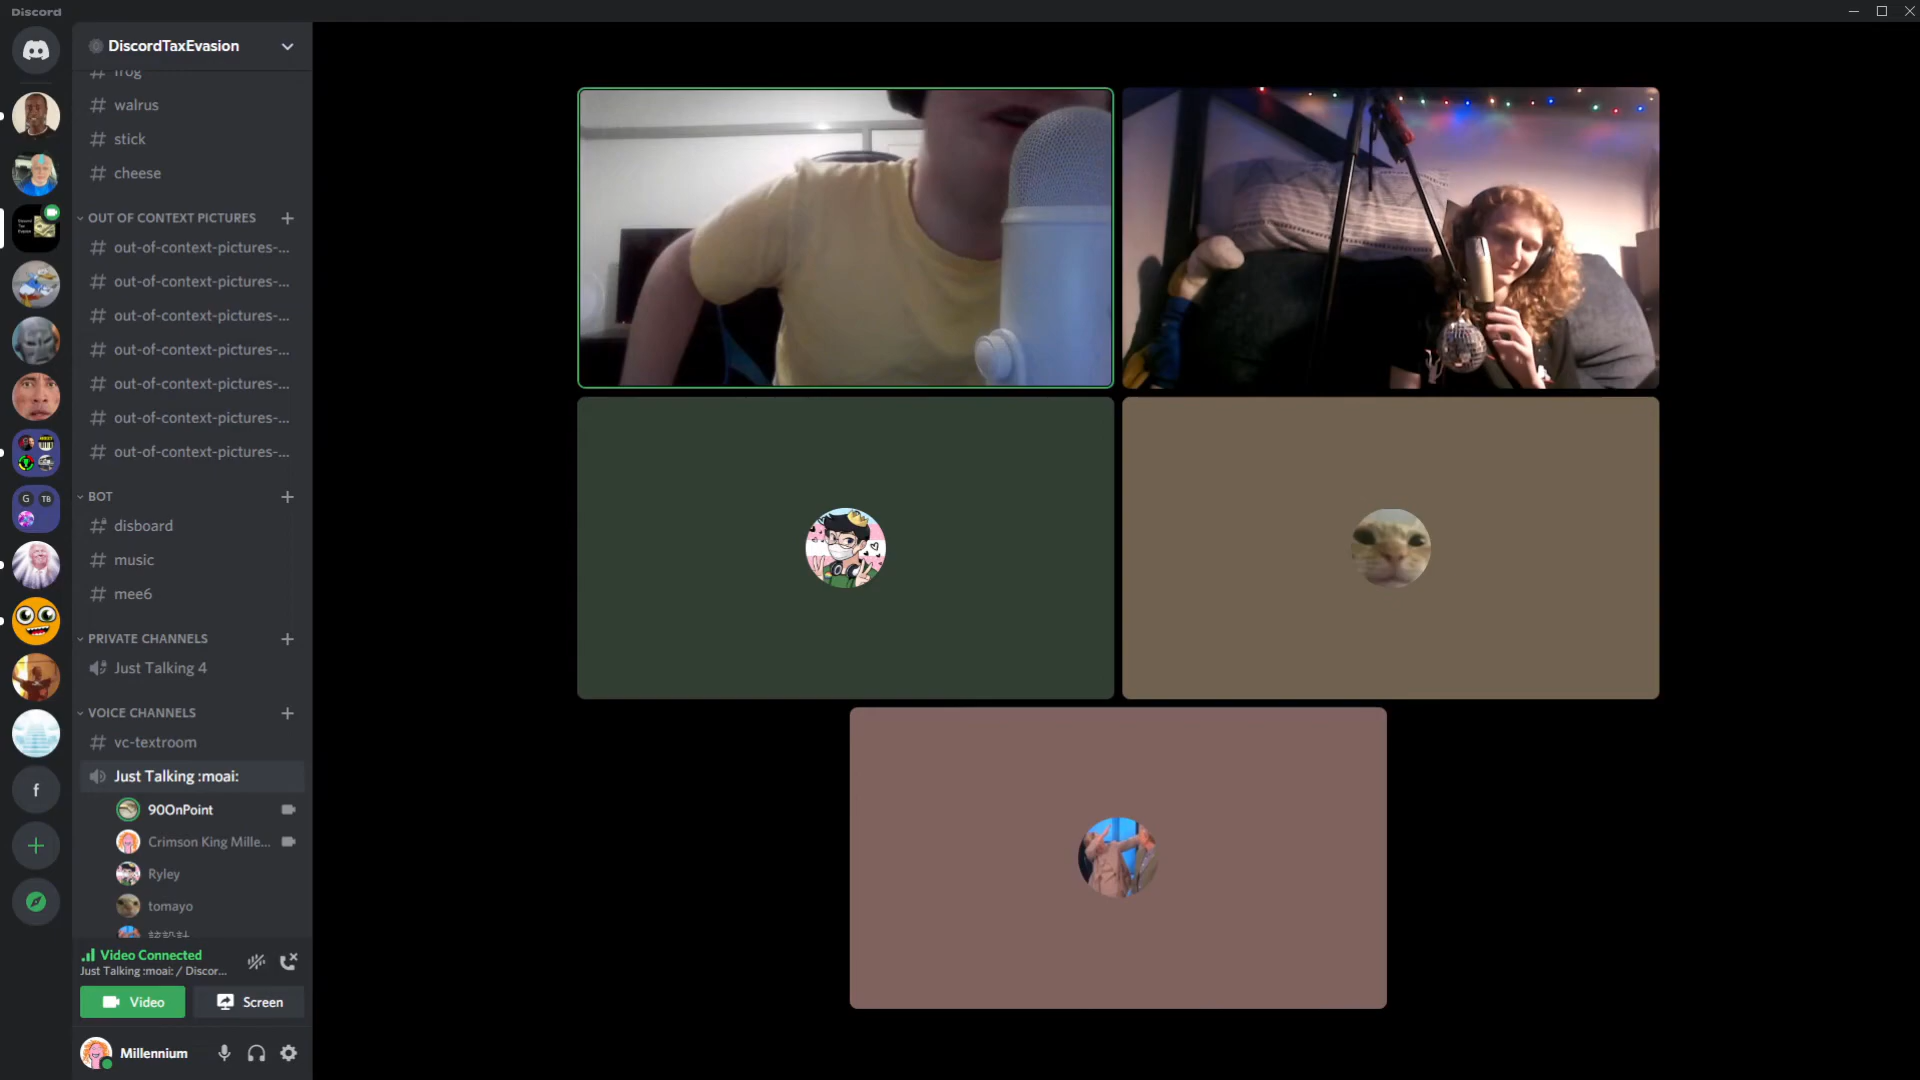 Discord
DiscordTaxEvasion
frog
walrus
stick
cheese
OUT OF CONTEXT PICTURES
out-of-context-pictures-...
out-of-context-pictures-...
out-of-context-pictures-...
out-of-context-pictures-...
out-of-context-pictures-...
out-of-context-pictures-...
out-of-context-pictures-...
BOT
disboard
music
mee6
G TB
PRIVATE CHANNELS
Just Talking 4
VOICE CHANNELS
vc-textroom
Just Talking :moai:
f
90OnPoint
Crimson King Mille...
Ryley
tomayo
Video Connected
Just Talking :moai: / Discor...
Video
Screen
Millennium